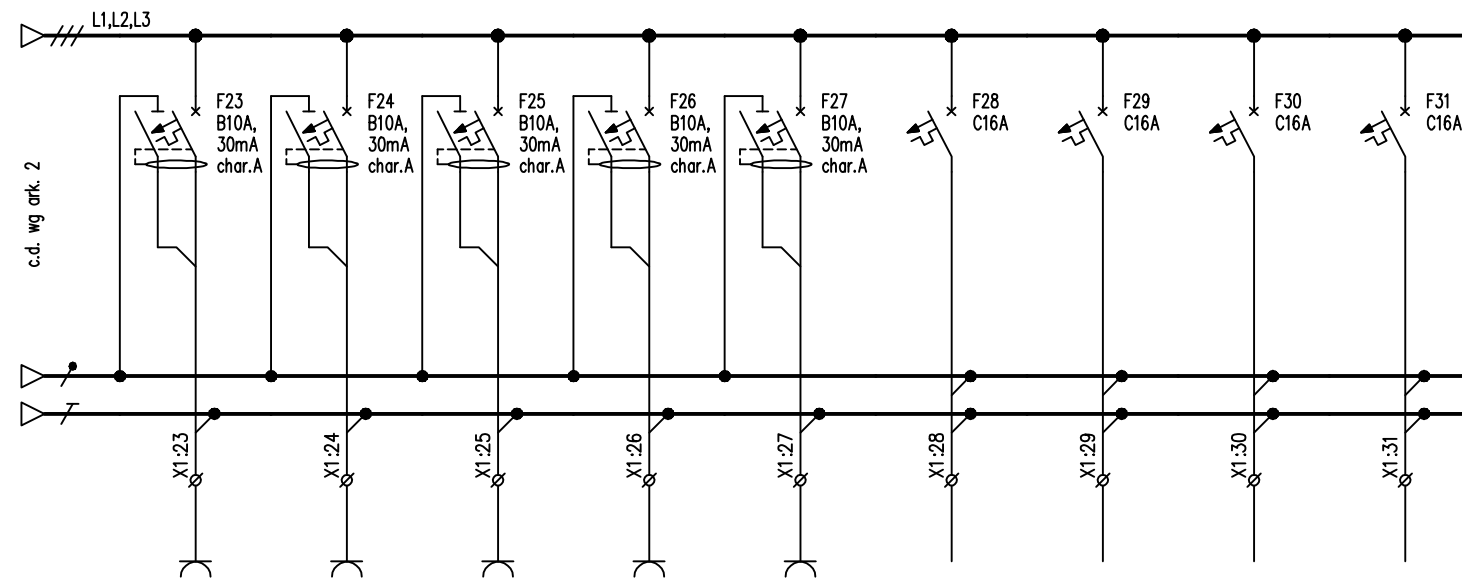 L1,L2,L3
F23
B10A,
30mA
char.A
F24
B10A,
30mA
char.A
F25
B10A,
30mA
char.A
F26
B10A,
30mA
char.A
F27
B10A,
30mA
char.A
F28
C16A
F29
C16A
F30
C16A
F31
C16A
c.d. wg ark. 2
X1:23
X1:24
X1:25
X1:26
X1:27
X1:28
X1:29
X1:30
X1:31